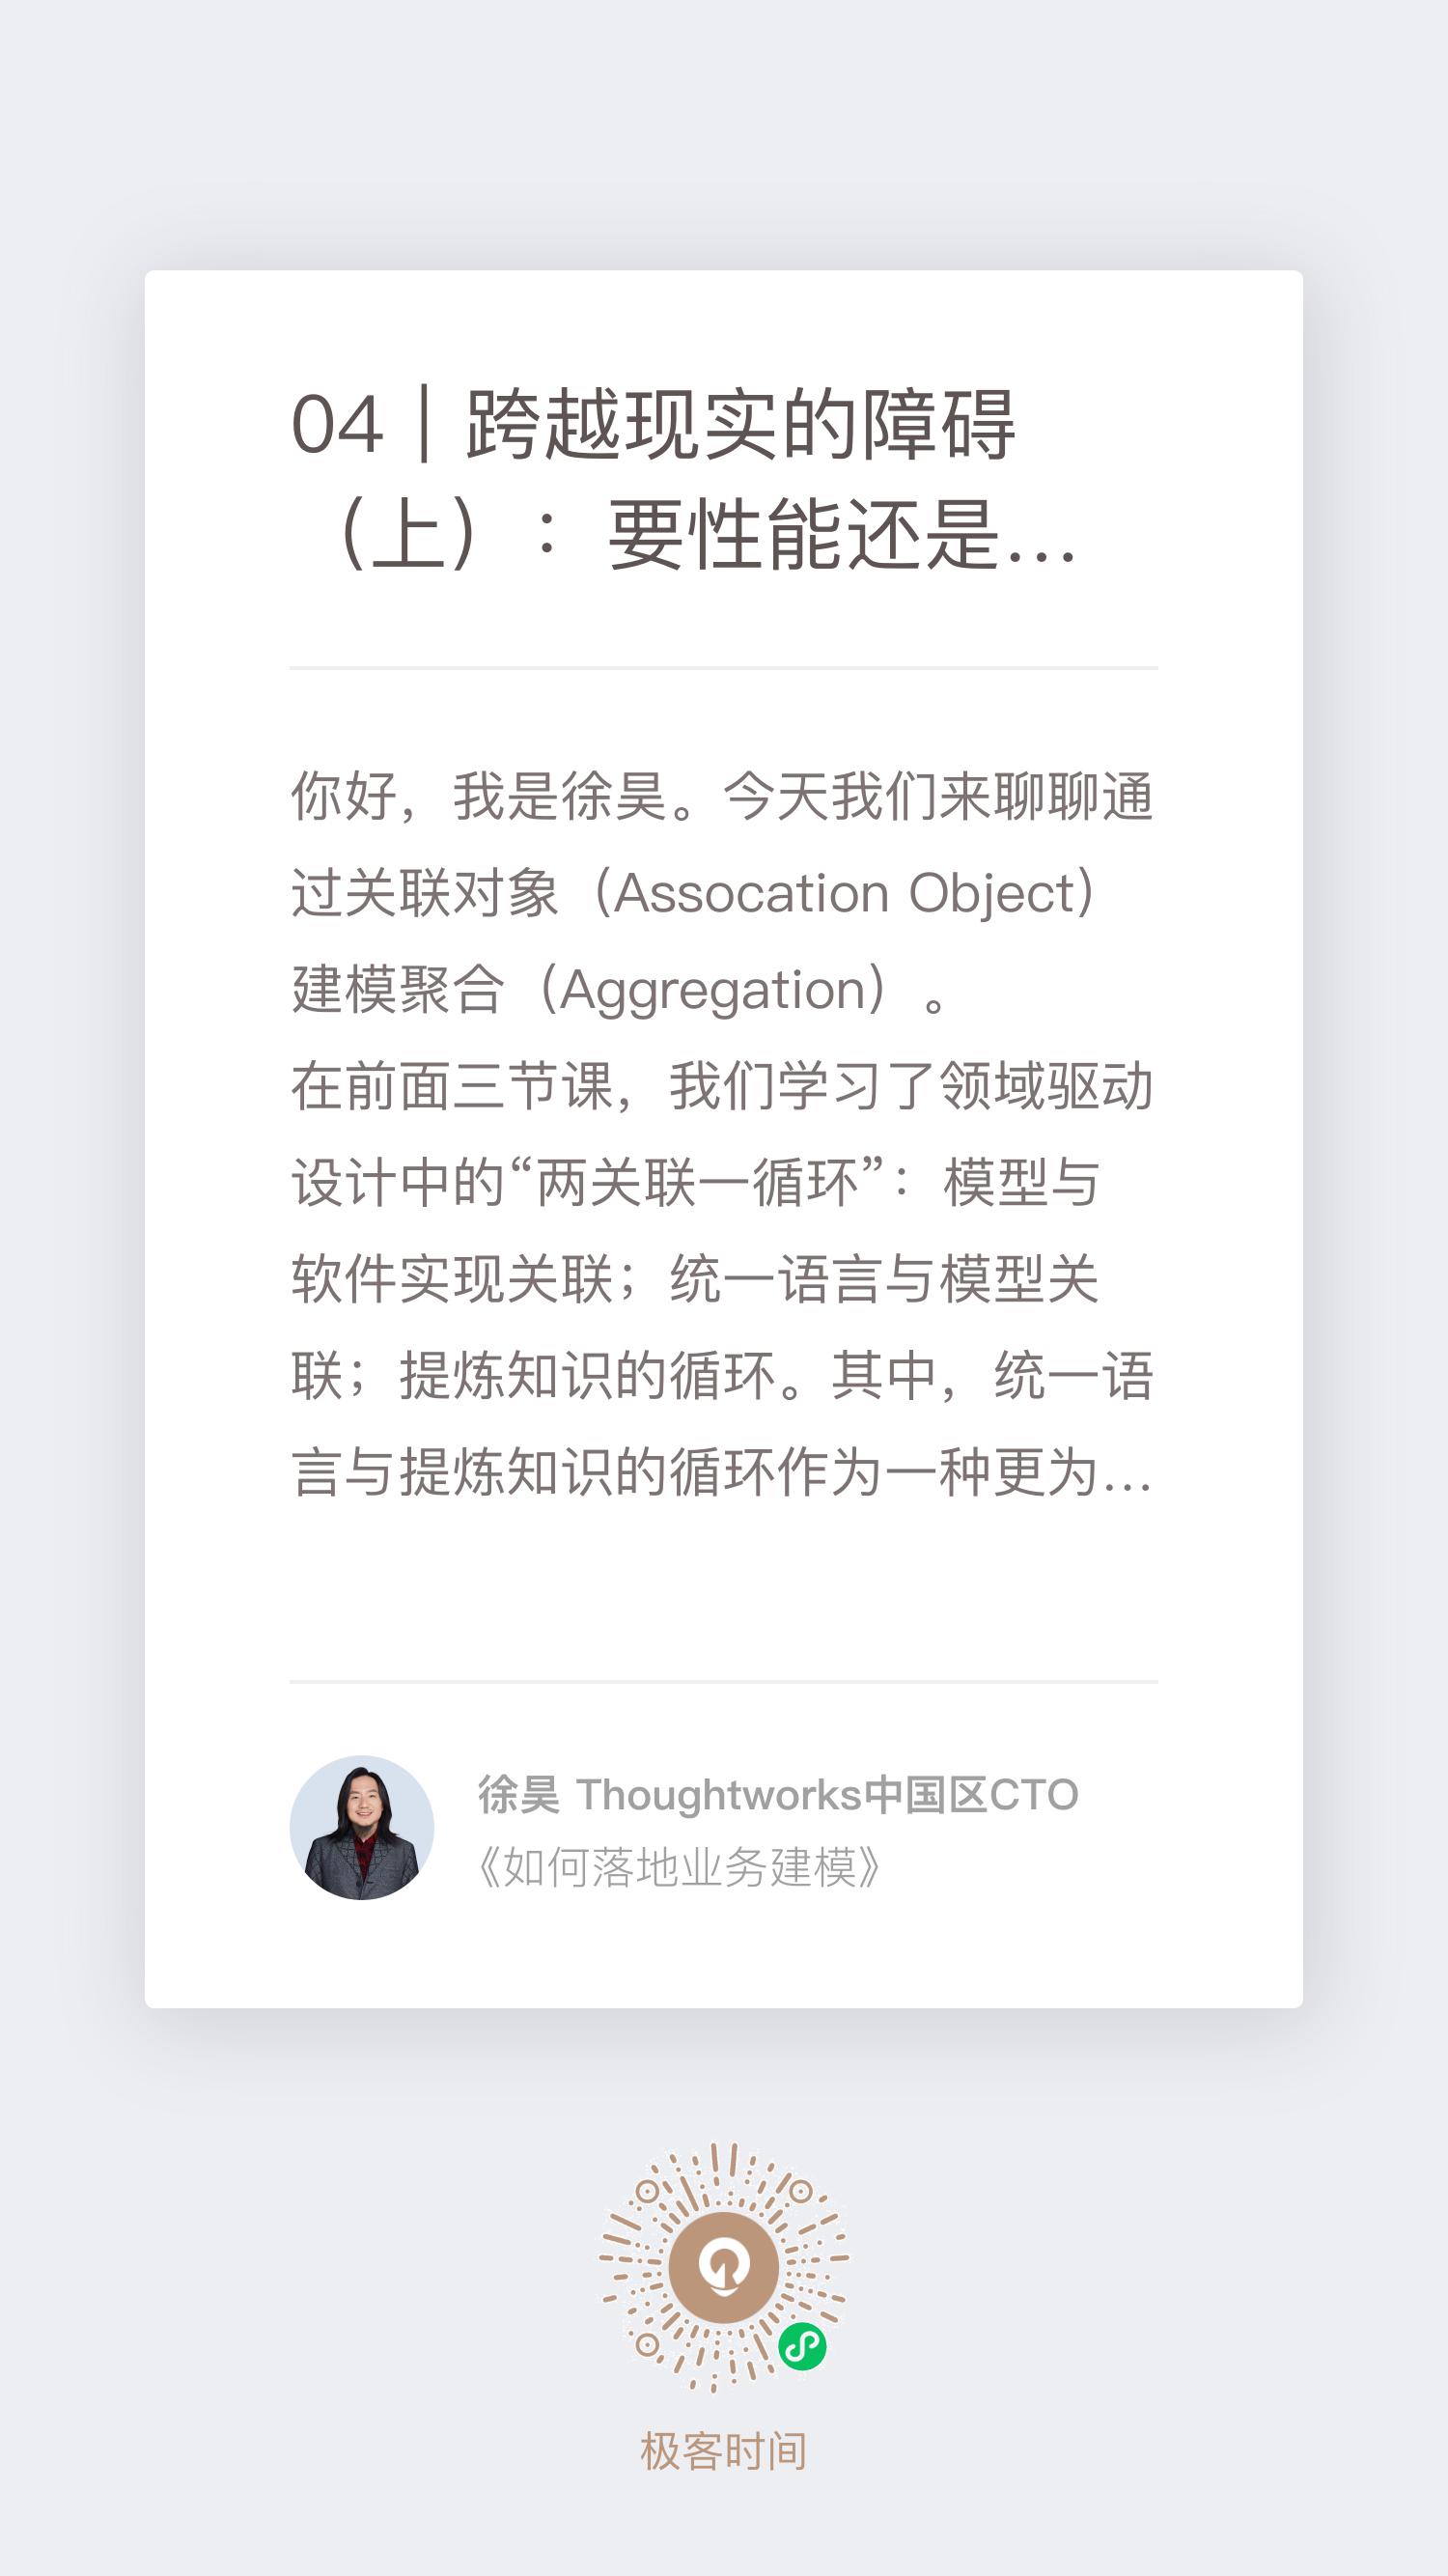 04｜跨越现实的障碍
（上）：要性能还是...
你好，我是徐昊。今天我们来聊聊通
过关联对象（Assocation Object）
建模聚合（Aggregation）。
在前面三节课，我们学习了领域驱动
设计中的“两关联一循环”：模型与
软件实现关联；统一语言与模型关
联；提炼知识的循环。其中，统一语
言与提炼知识的循环作为一种更为...
徐昊 Thoughtworks中国区CTO
《如何落地业务建模》
极客时间